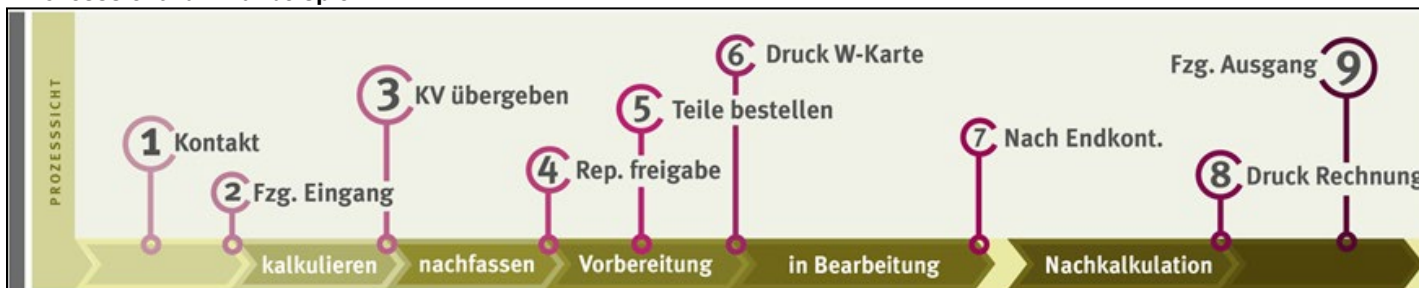 PROZESSSICHT
1 Kontakt
2 Fzg. Eingang
3 KV übergeben
4 Rep. freigabe
5 Teile bestellen
6 Druck W-Karte
7 Nach Endkont.
8 Druck Rechnung
Fzg. Ausgang 9
kalkulieren
nachfassen
Vorbereitung
in Bearbeitung
Nachkalkulation